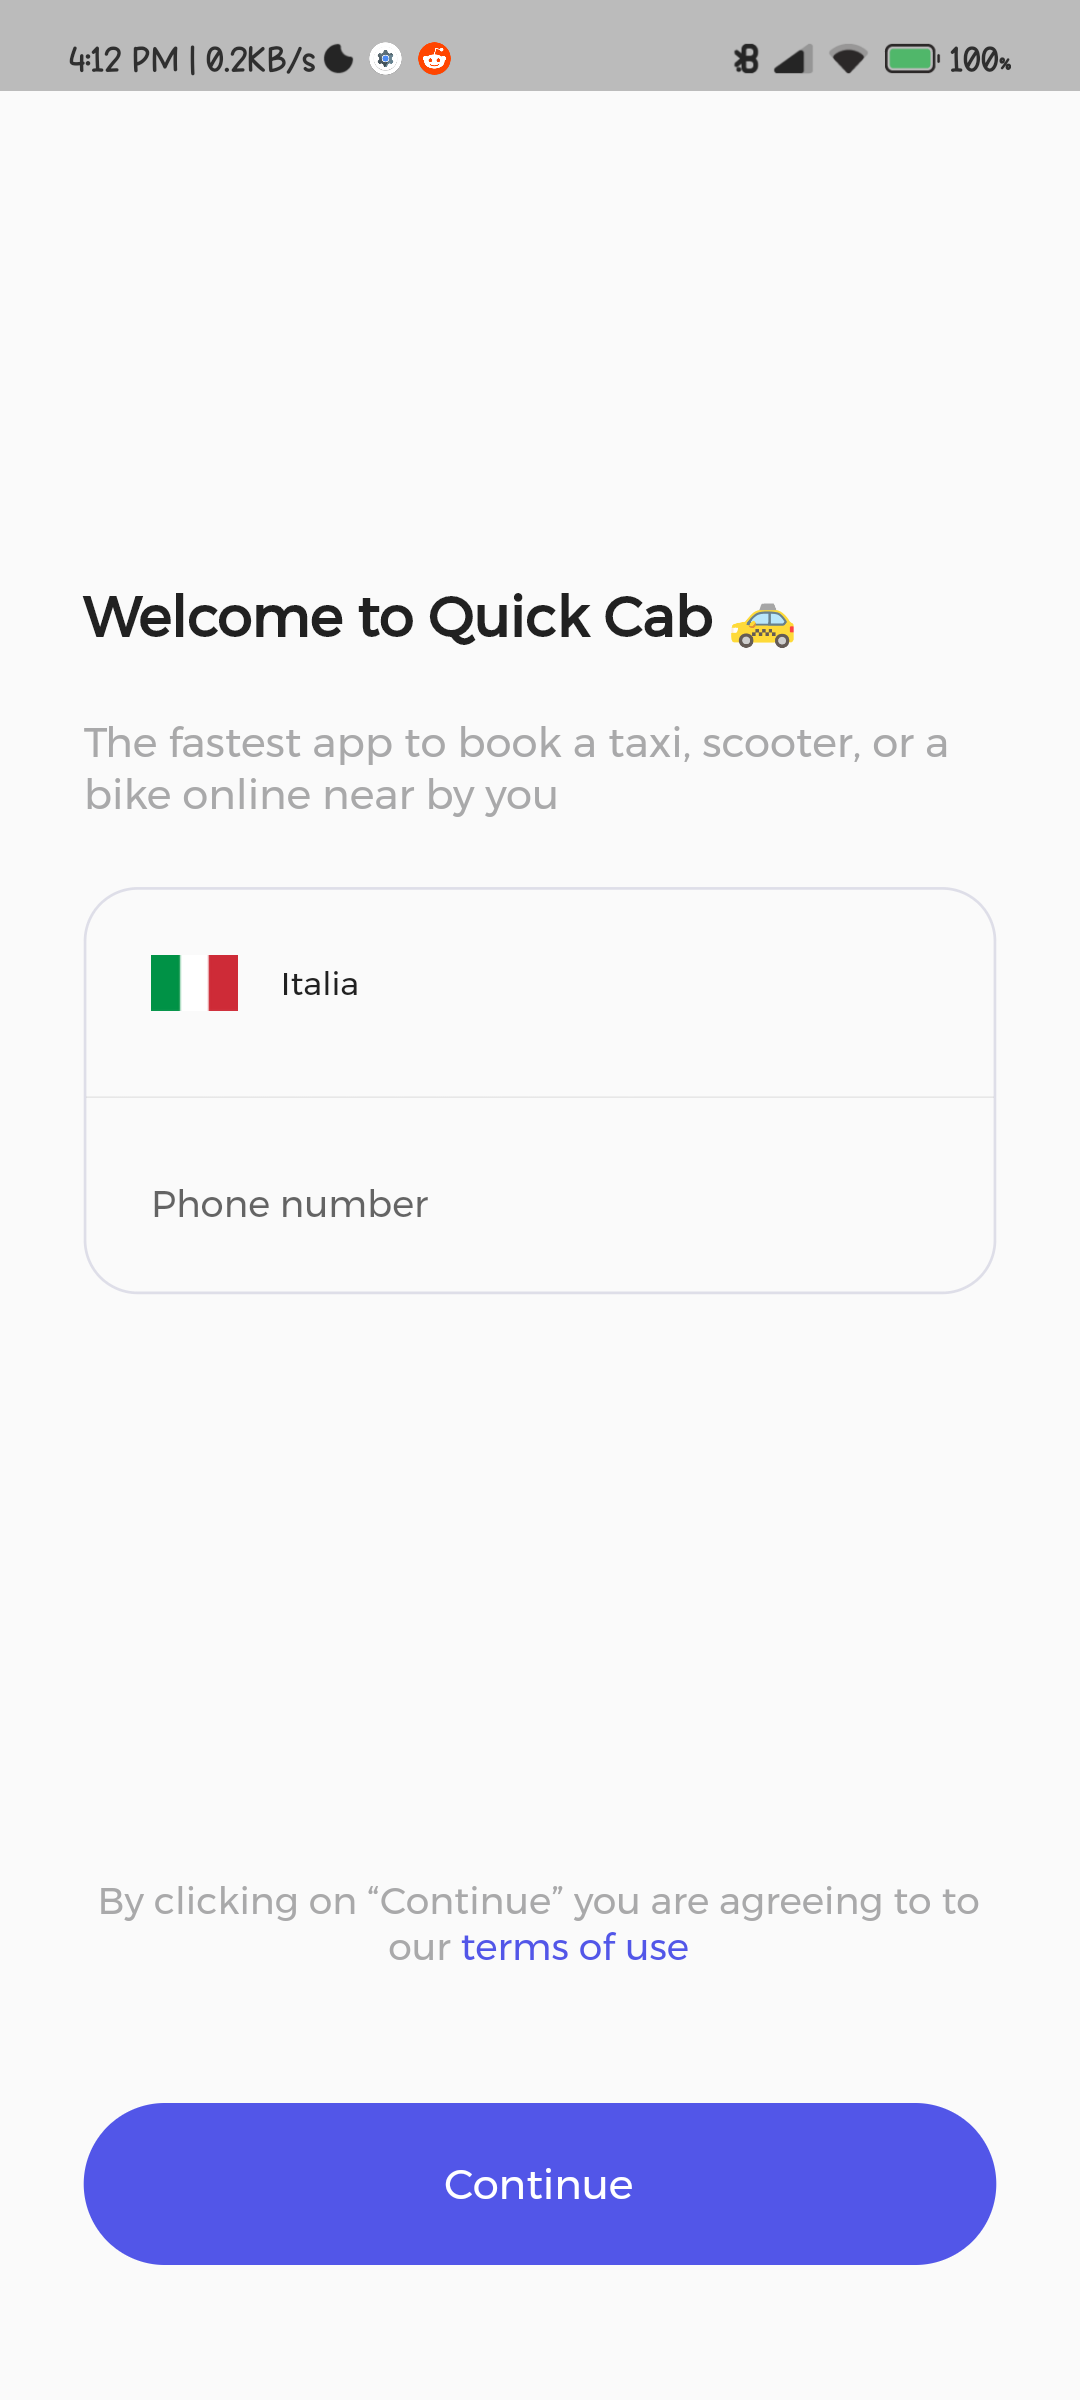 4:12 PM | 0.2KB/s 100%
Welcome to Quick Cab 🚕
The fastest app to book a taxi, scooter, or a
bike online near by you
Italia
Phone number
By clicking on “Continue” you are agreeing to to
our terms of use
Continue